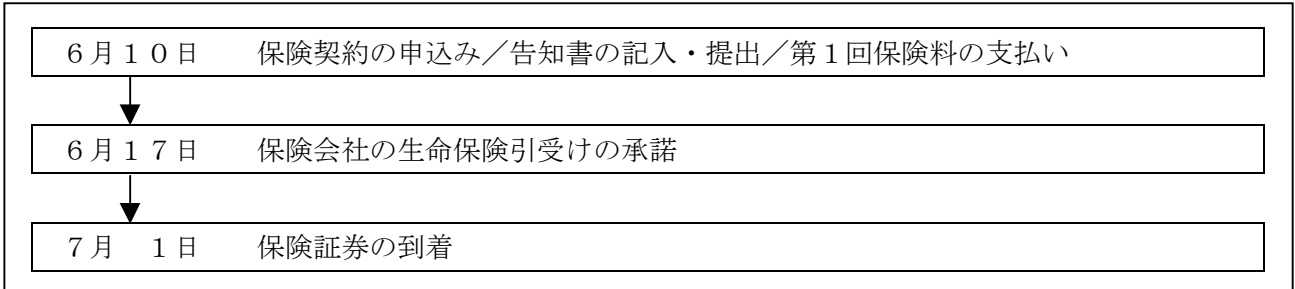 6月10日 保険契約の申込み/告知書の記入・提出/第1回保険料の支払い
6月17日 保険会社の生命保険引受けの承諾
7月 1日 保険証券の到着